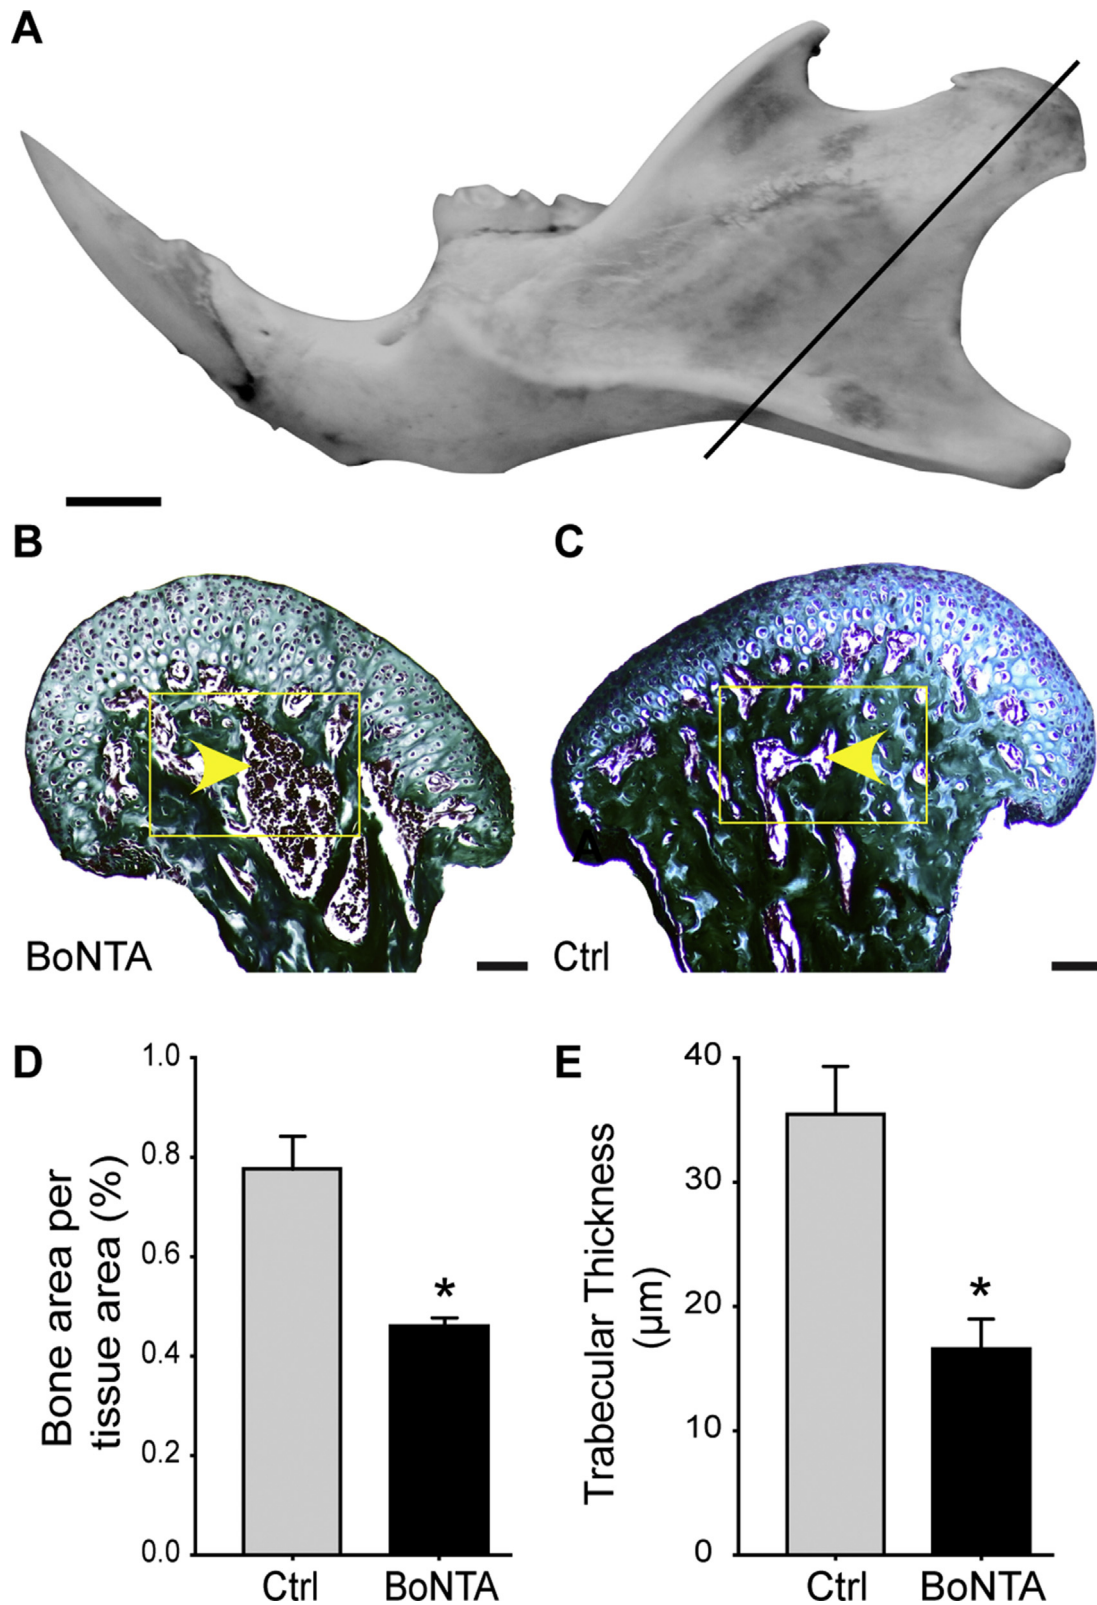 A
B
C
A
BoNTA
Ctrl
D
E
1.0
0.8
0.6
0.4
0.2
0.0
Bone area per
tissue area (%)
*
Ctrl
BoNTA
40
30
20
10
0
Trabecular Thickness
(μm)
*
Ctrl
BoNTA